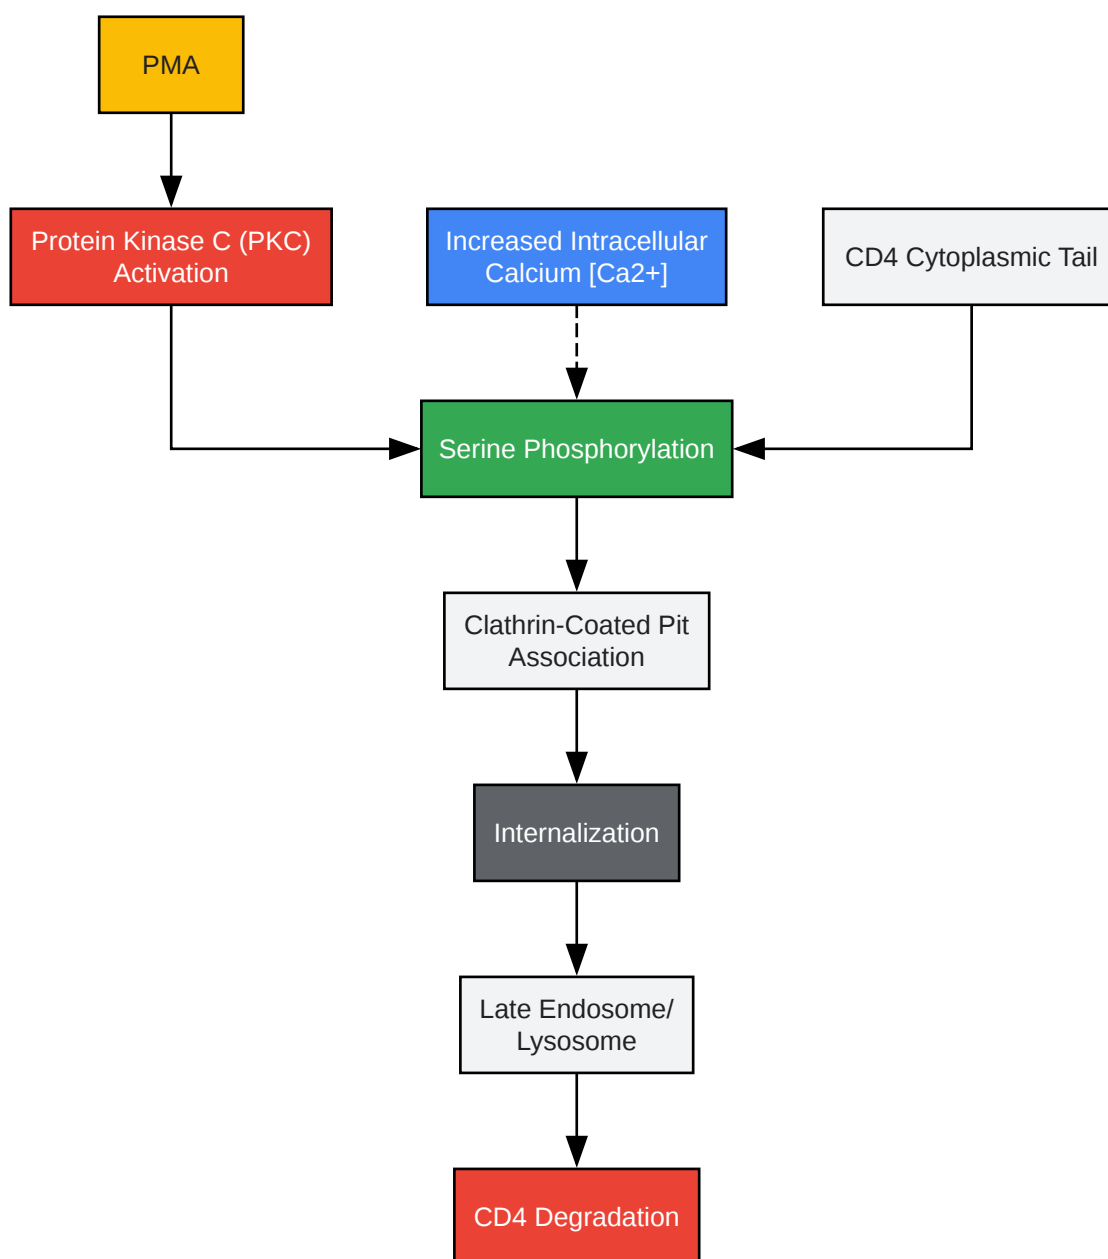 PMA
Protein Kinase C (PKC)
Activation
Increased Intracellular
Calcium [Ca2+]
CD4 Cytoplasmic Tail
Serine Phosphorylation
Clathrin-Coated Pit
Association
Internalization
Late Endosome/
Lysosome
CD4 Degradation